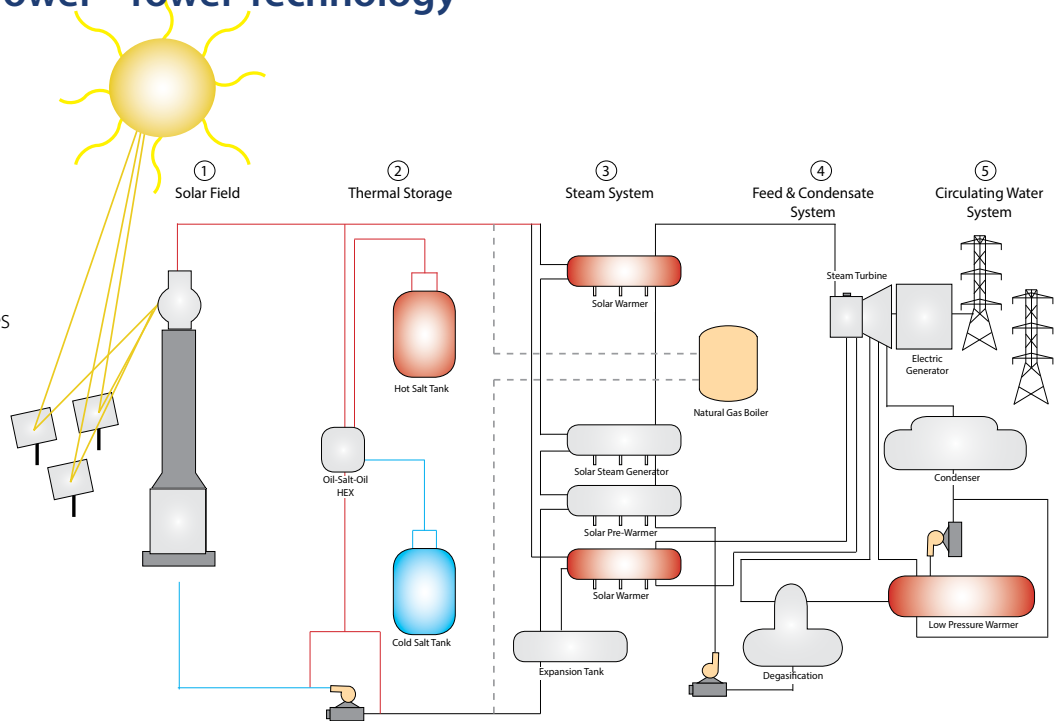 Tower Technology
1
Solar Field
2
Thermal Storage
3
Steam System
4
Feed & Condensate
System
5
Circulating Water
System
Steam Turbine
Solar Warmer
Electric
Generator
Hot Salt Tank
Natural Gas Boiler
Oil-Salt-Oil
HEX
Solar Steam Generator
Condenser
Solar Pre-Warmer
Solar Warmer
Low Pressure Warmer
Cold Salt Tank
Expansion Tank
Degasification